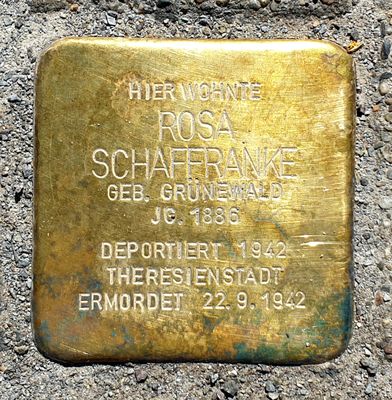 HIER WOHNTE
ROSA
SCHAFFRANKE
GEB. GRÜNEWALD
JG. 1886
DEPORTIERT 1942
THERESIENSTADT
ERMORDET 22.9.1942